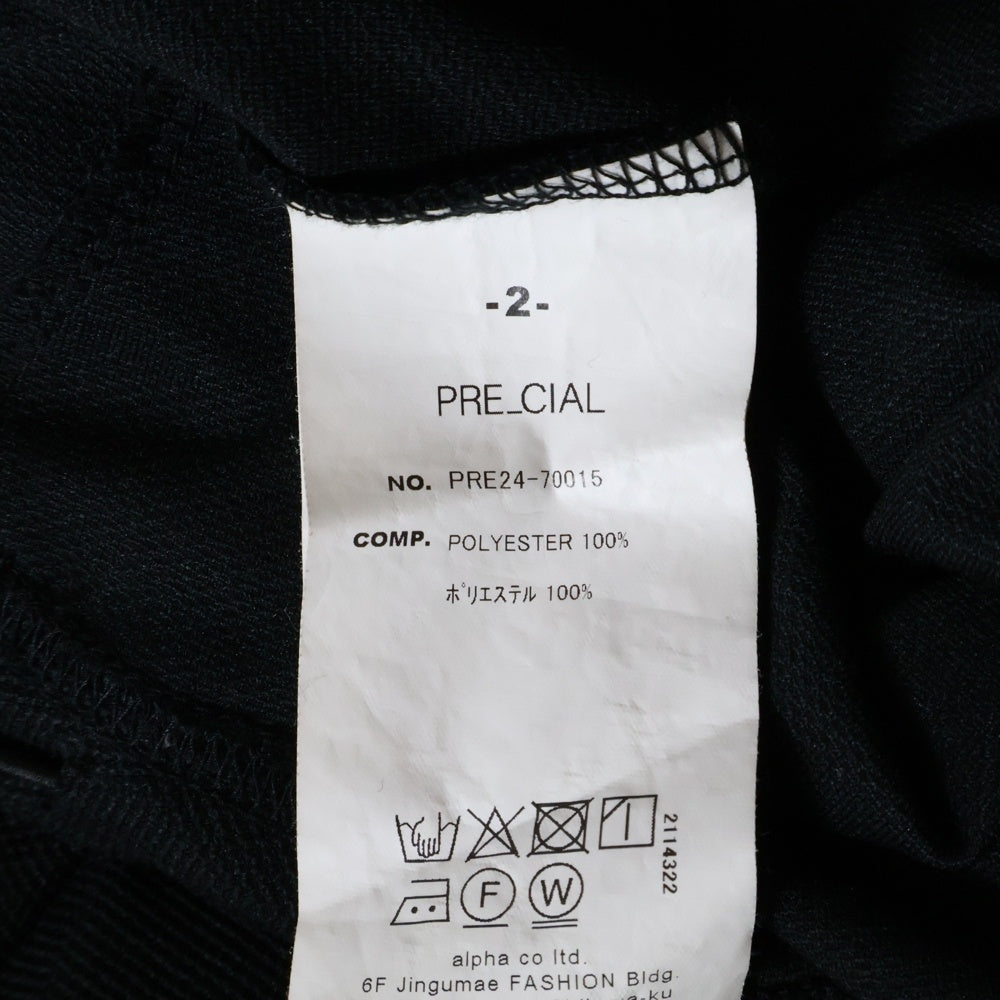 -2-
PRE_CIAL
NO. PRE24-70015
COMP. POLYESTER 100%
ポリエステル 100%
2114322
F W
alpha co ltd.
6F Jingumae FASHION Bldg.